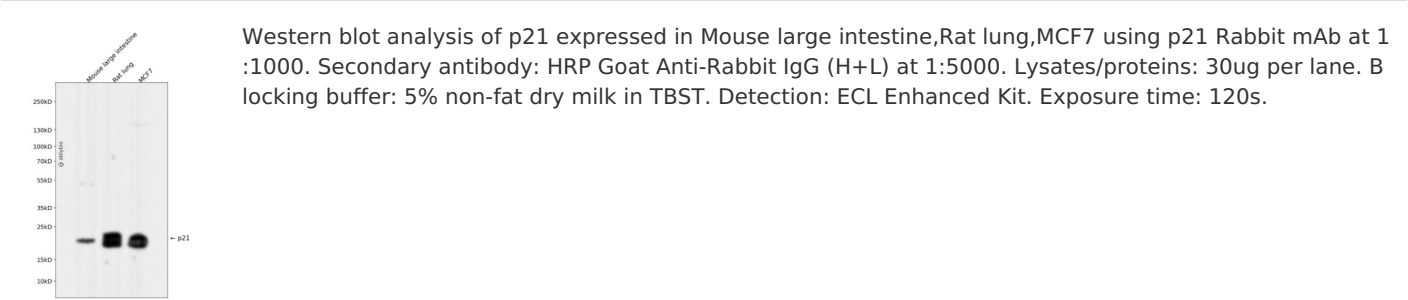 Western blot analysis of p21 expressed in Mouse large intestine,Rat lung,MCF7 using p21 Rabbit mAb at 1
:1000. Secondary antibody: HRP Goat Anti-Rabbit IgG (H+L) at 1:5000. Lysates/proteins: 30ug per lane. B
locking buffer: 5% non-fat dry milk in TBST. Detection: ECL Enhanced Kit. Exposure time: 120s.
Mouse large intestine
Rat lung
MCF7
250kD
130kD
100kD
70kD
55kD
35kD
25kD
← p21
15kD
10kD